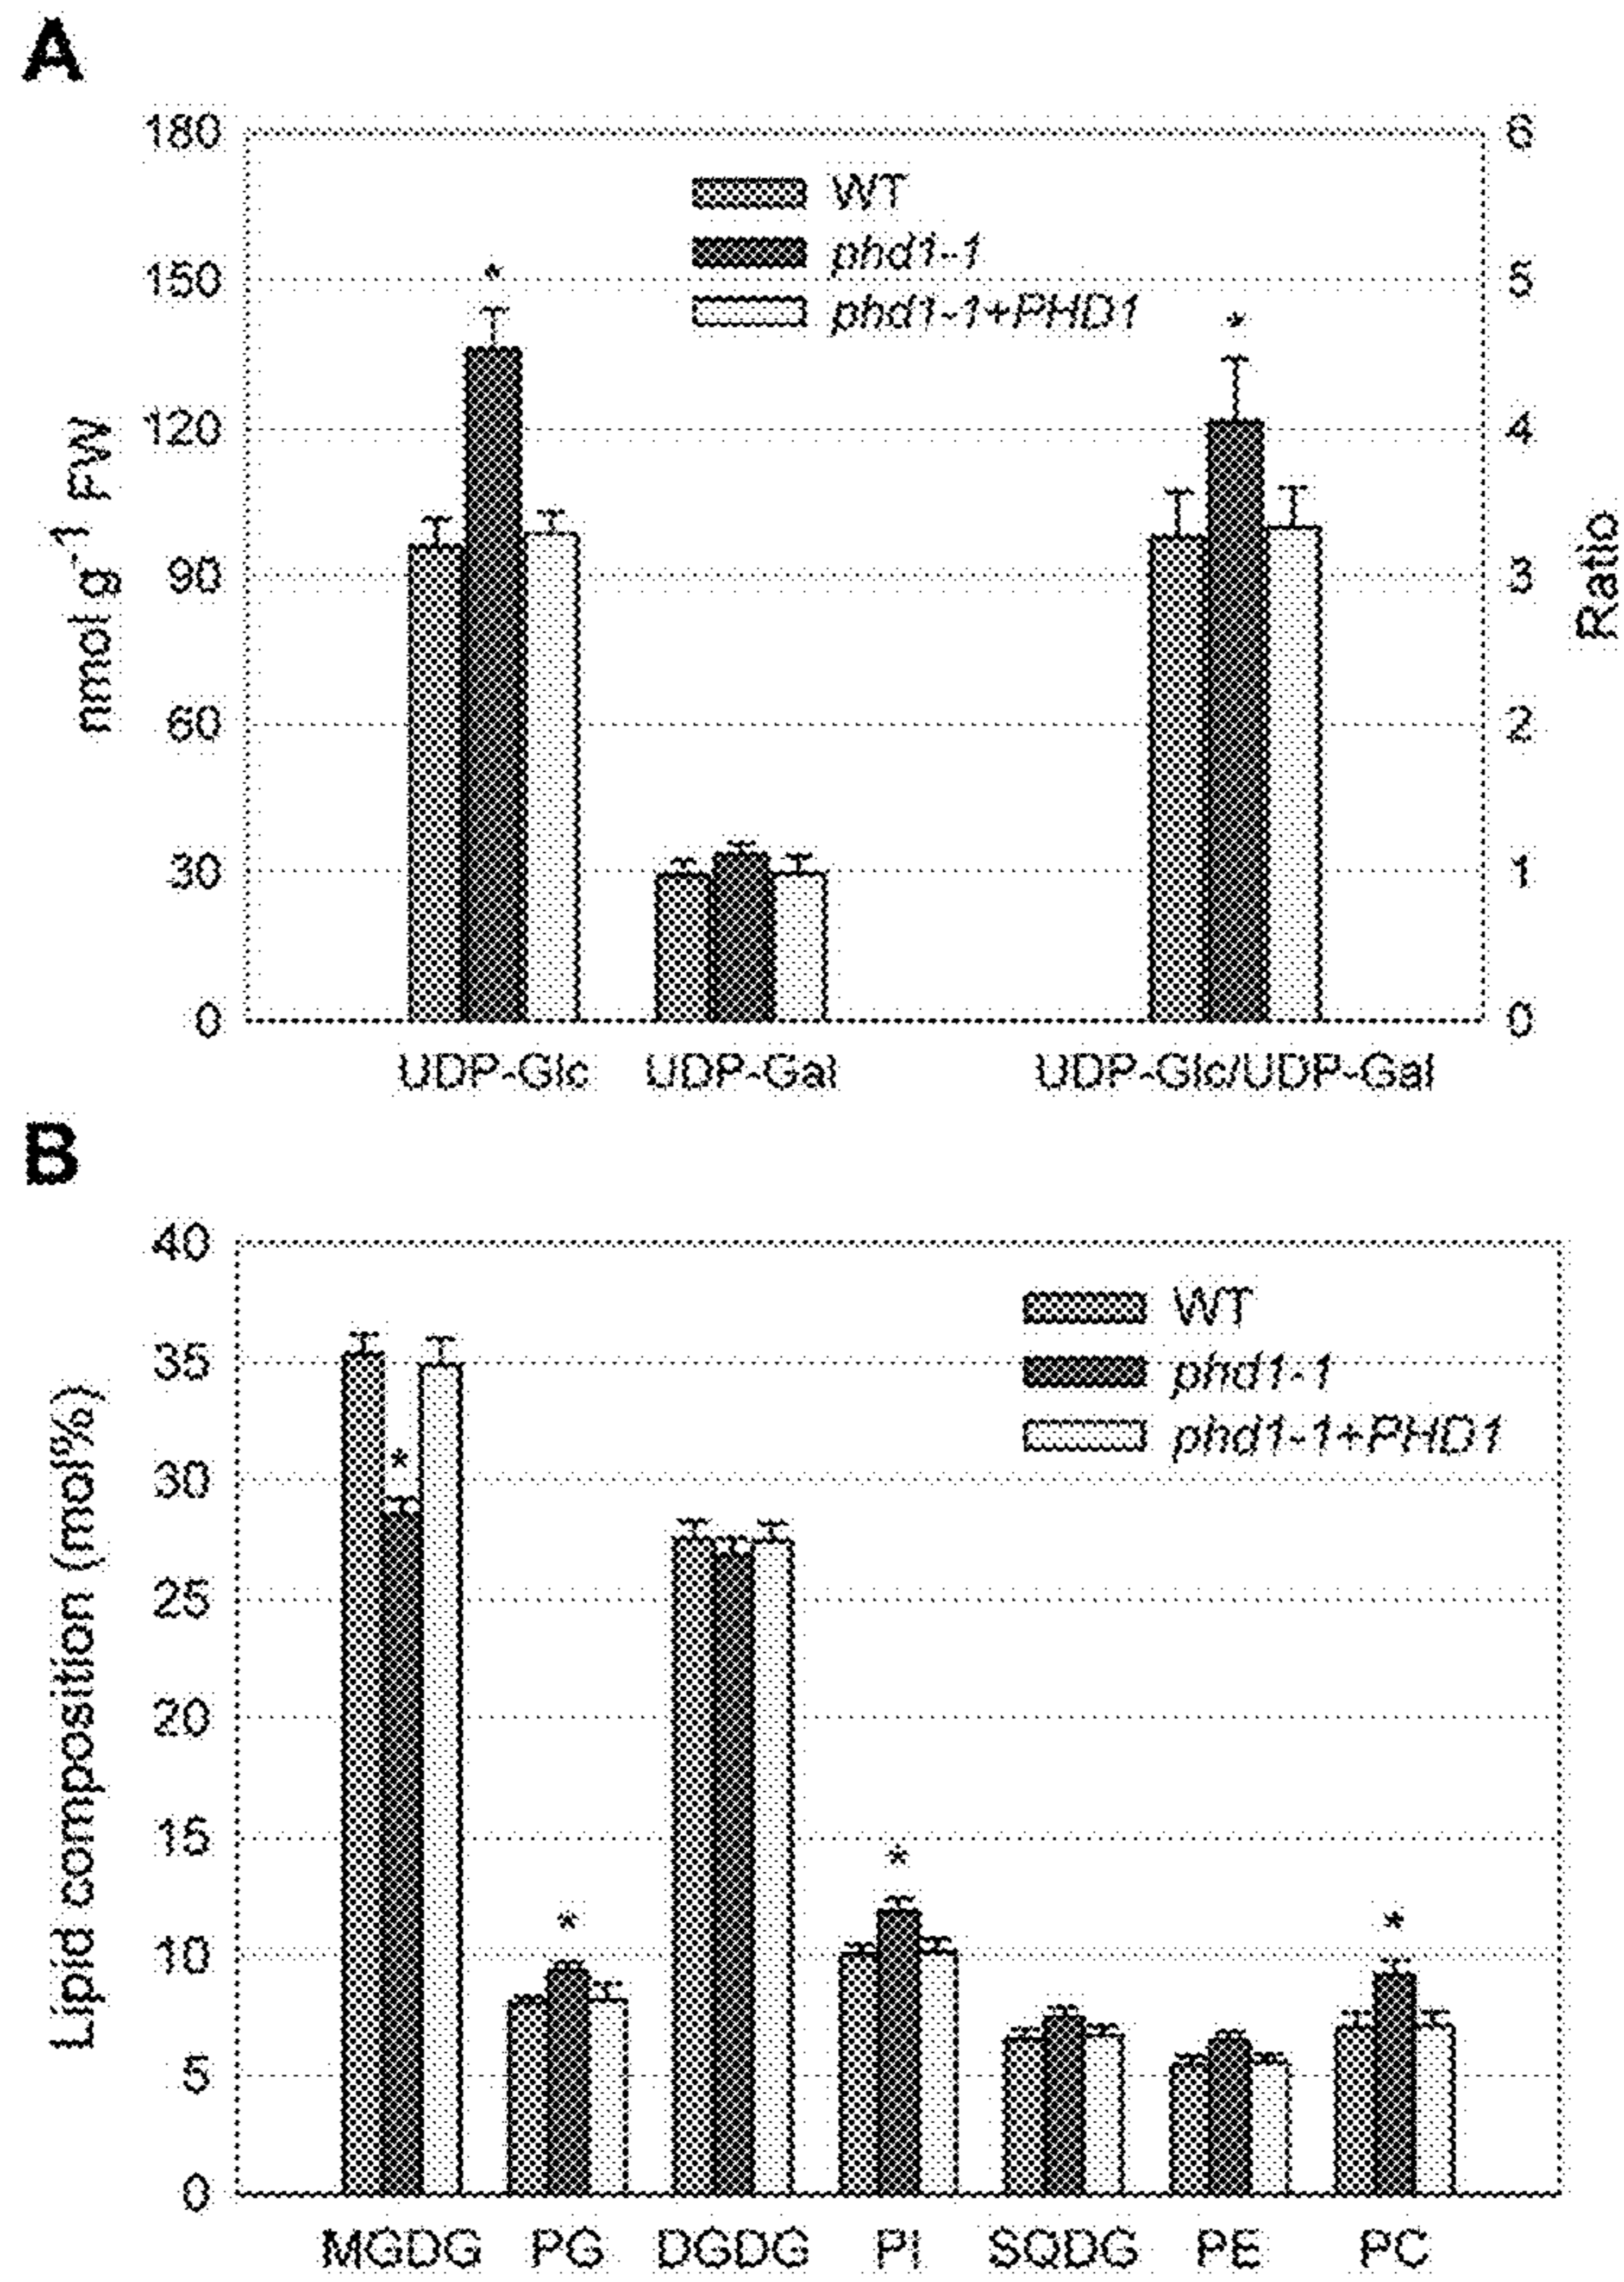 A
180
150
120
90
60
30
0
nmol g-1 FW
WT
phd1-1
phd1-1+PHD1
*
*
6
5
4
3
2
1
0
Ratio
UDP-Glc UDP-Gal UDP-Glc/UDP-Gal
B
40
35
30
25
20
15
10
5
0
Lipid composition (mol%)
WT
phd1-1
phd1-1+PHD1
*
*
*
*
MGDG PG DGDG PI SQDG PE PC